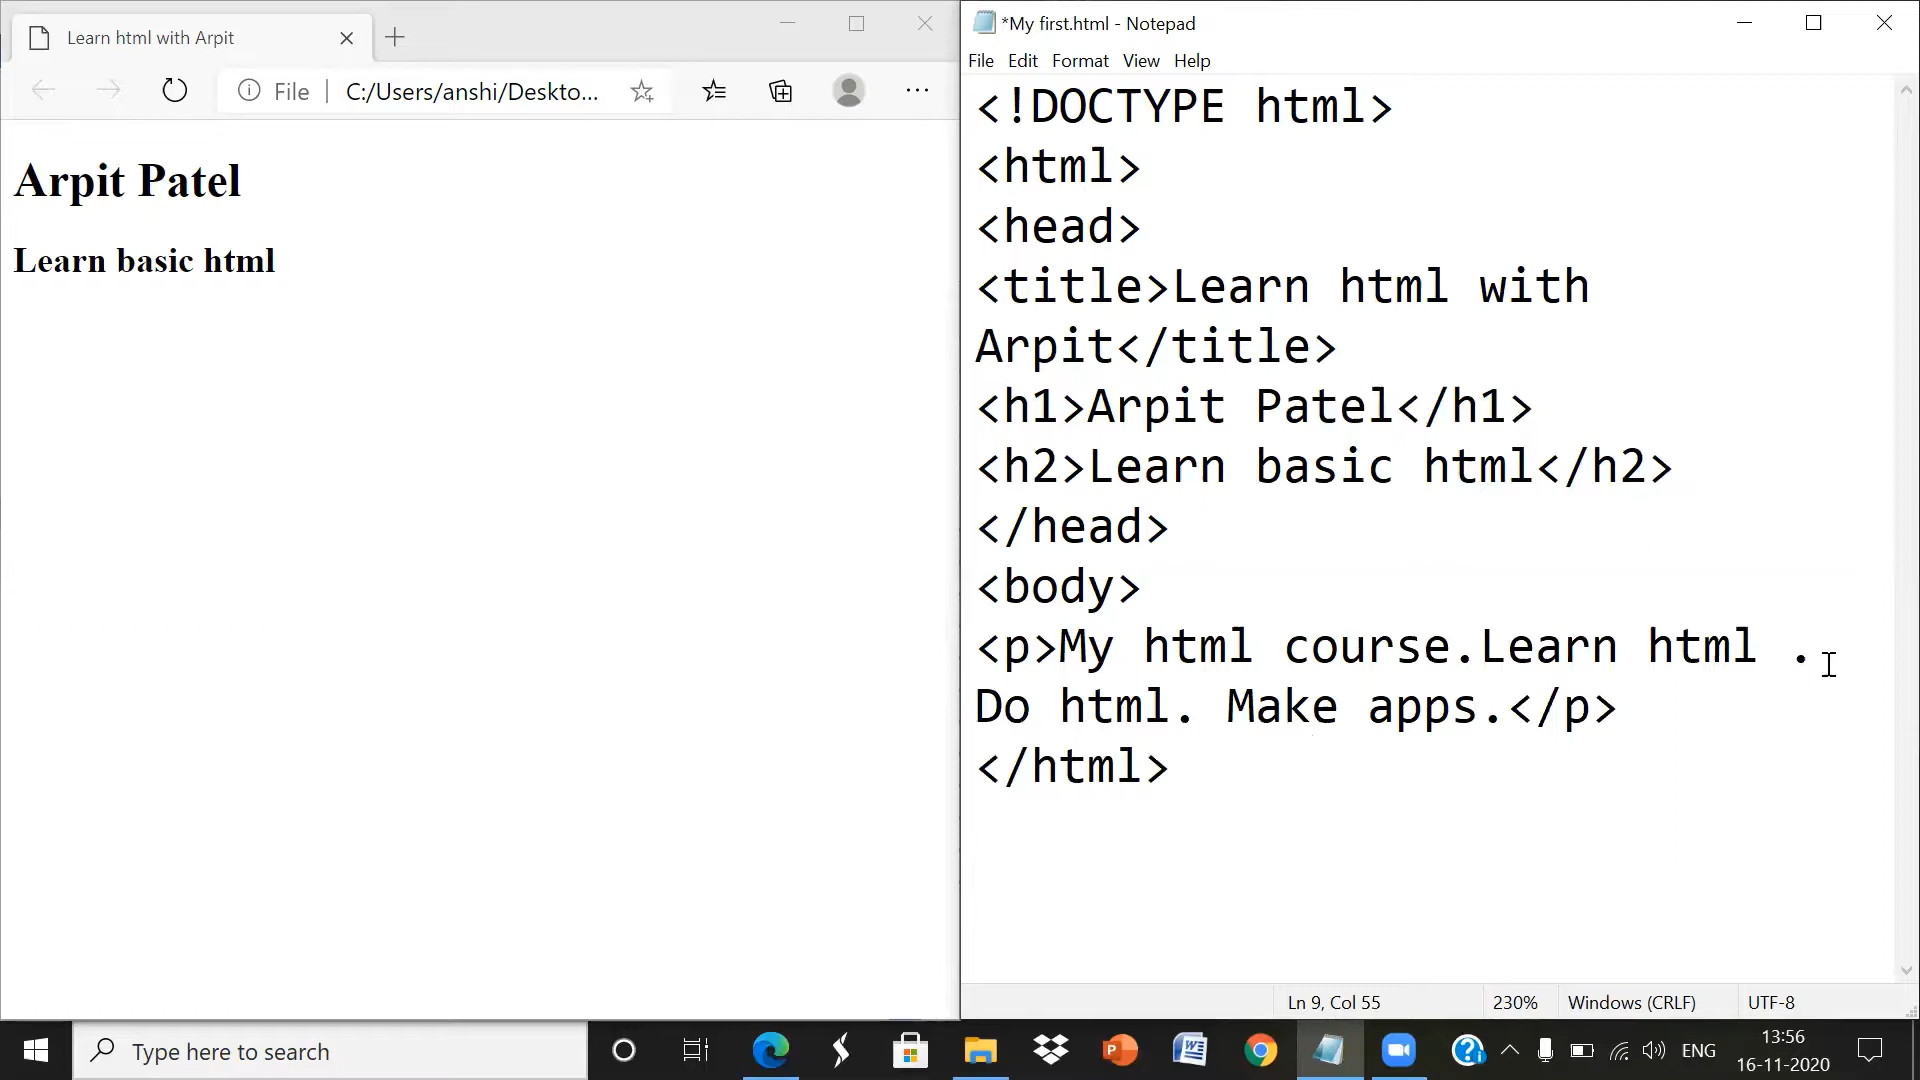 Learn html with Arpit
File
C:/Users/anshi/Deskto...
Arpit Patel
Learn basic html
*My first.html - Notepad
File Edit Format View Help
<!DOCTYPE html>
<html>
<head>
<title>Learn html with
Arpit</title>
<h1>Arpit Patel</h1>
<h2>Learn basic html</h2>
</head>
<body>
<p>My html course.Learn html .
Do html. Make apps.</p>
</html>
Ln 9, Col 55
230%
Windows (CRLF)
UTF-8
Type here to search
ENG
13:56
16-11-2020